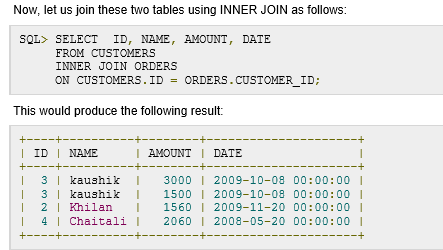 Now, let us join these two tables using INNER JOIN as follows:
SQL> SELECT  ID, NAME, AMOUNT, DATE
     FROM CUSTOMERS
     INNER JOIN ORDERS
     ON CUSTOMERS.ID = ORDERS.CUSTOMER_ID;
This would produce the following result:
+----+----------+--------+---------------------+
| ID | NAME     | AMOUNT | DATE                |
+----+----------+--------+---------------------+
|  3 | kaushik  |   3000 | 2009-10-08 00:00:00 |
|  3 | kaushik  |   1500 | 2009-10-08 00:00:00 |
|  2 | Khilan   |   1560 | 2009-11-20 00:00:00 |
|  4 | Chaitali |   2060 | 2008-05-20 00:00:00 |
+----+----------+--------+---------------------+